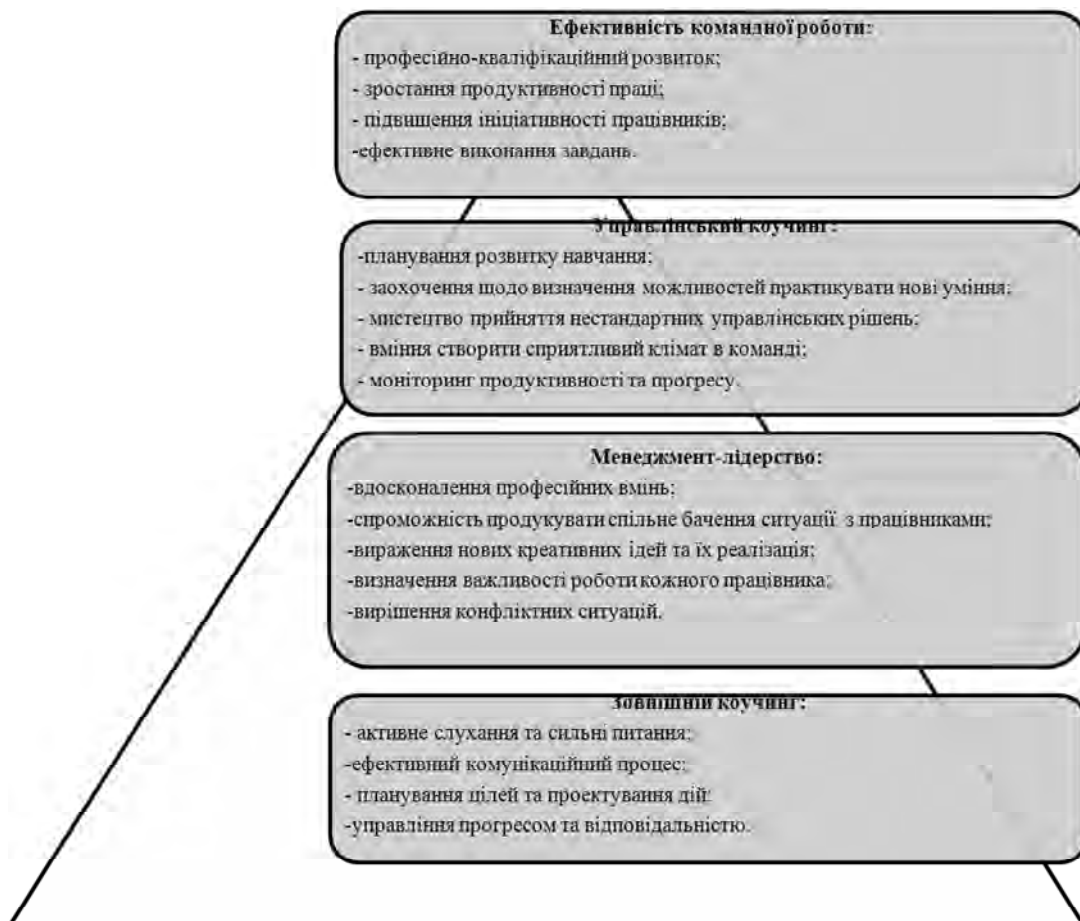 Ефективність командної роботи:
- професійно-кваліфікаційний розвиток;
- зростання продуктивності праці;
- підвищення ініціативності працівників;
-ефективне виконання завдань.
Управлінський коучинг:
-планування розвитку навчання;
- заохочення щодо визначення можливостей практикувати нові уміння;
- мистецтво прийняття нестандартних управлінських рішень;
- вміння створити сприятливий клімат в команді;
- моніторинг продуктивності та прогресу.
Менеджмент-лідерство:
-вдосконалення професійних вмінь;
-спроможність продукувати спільне бачення ситуації з працівниками;
-вираження нових креативних ідей та їх реалізація;
-визначення важливості роботи кожного працівника;
-вирішення конфліктних ситуацій.
Зовнішній коучинг:
- активне слухання та сильні питання;
-ефективний комунікаційний процес;
- планування цілей та проектування дій;
-управління прогресом та відповідальністю.